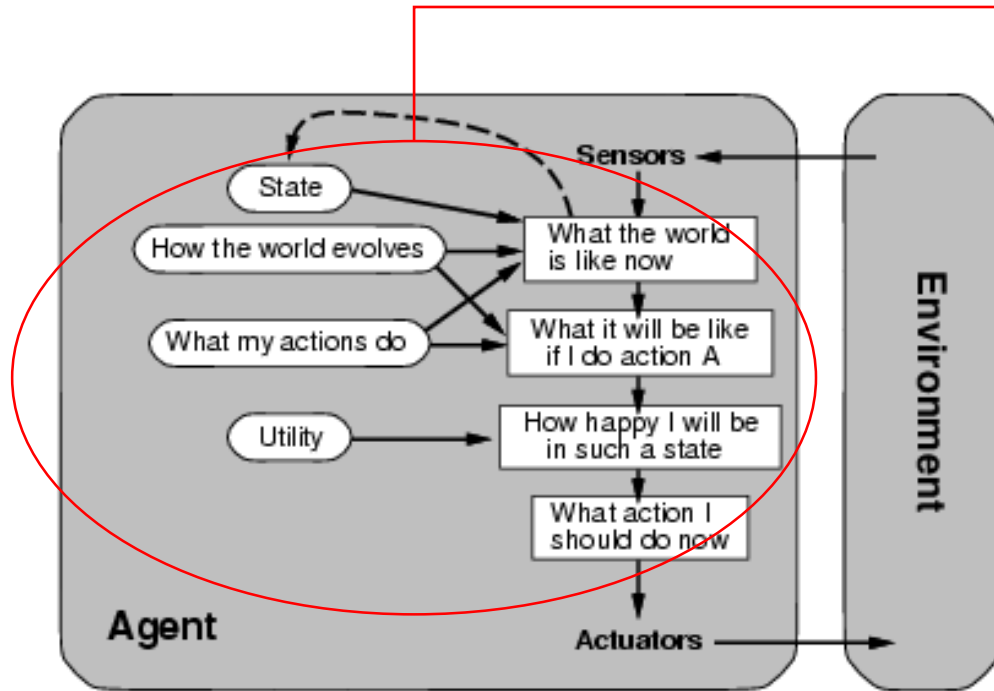 Sensors
State
What the world
is like now
How the world evolves
What my actions do
What it will be like
if I do action A
Utility
How happy I will be
in such a state
What action I
should do now
Agent
Actuators
Environment